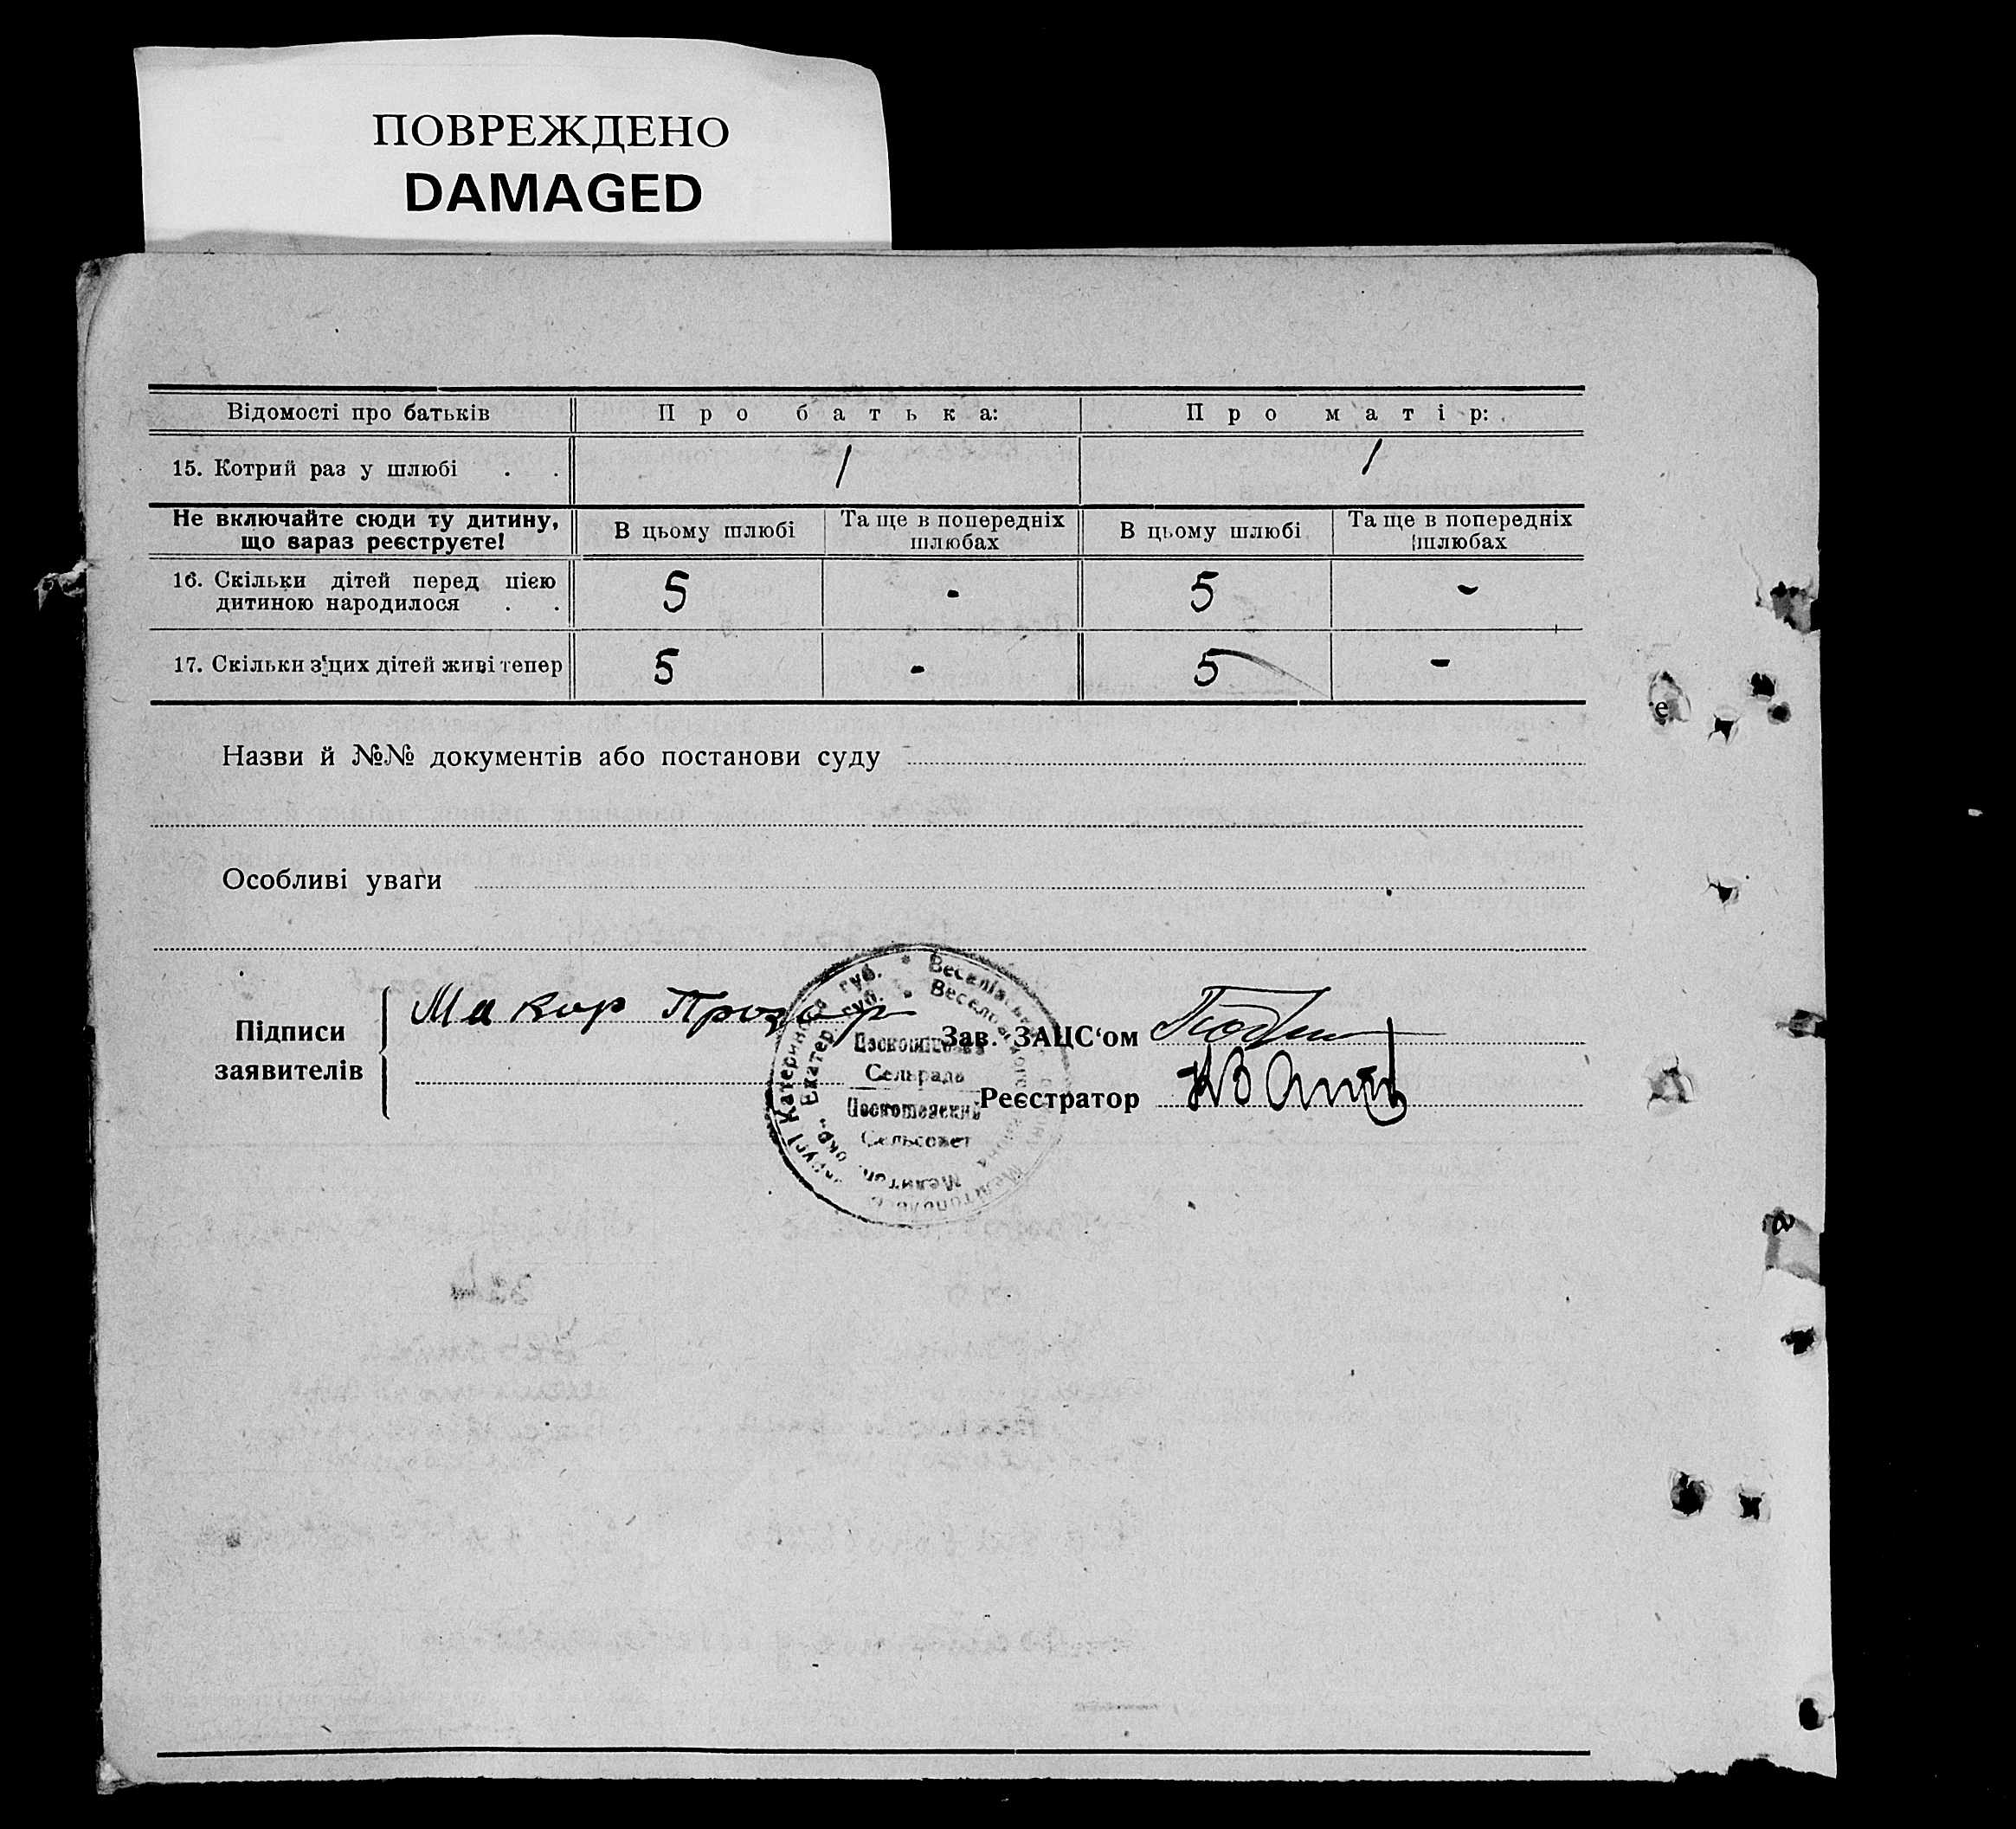 ПОВРЕЖДЕНО
DAMAGED
Відомості про батьків
Про батька:
Про матір:
15. Котрий раз у шлюбі . .
1
1
Не включайте сюди ту дитину,
що зараз реєструєте!
В цьому шлюбі
Та ще в попередніх
шлюбах
В цьому шлюбі
Та ще в попередніх
шлюбах
16. Скільки дітей перед цією
дитиною народилося . .
5
-
5
-
17. Скільки з цих дітей живі тепер
5
-
5
-
Назви й №№ документів або постанови суду
Особливі уваги
Підписи
заявителів
Макар
Зав. ЗАЦС‘ом
Реєстратор
Сельрада
Сельсовет